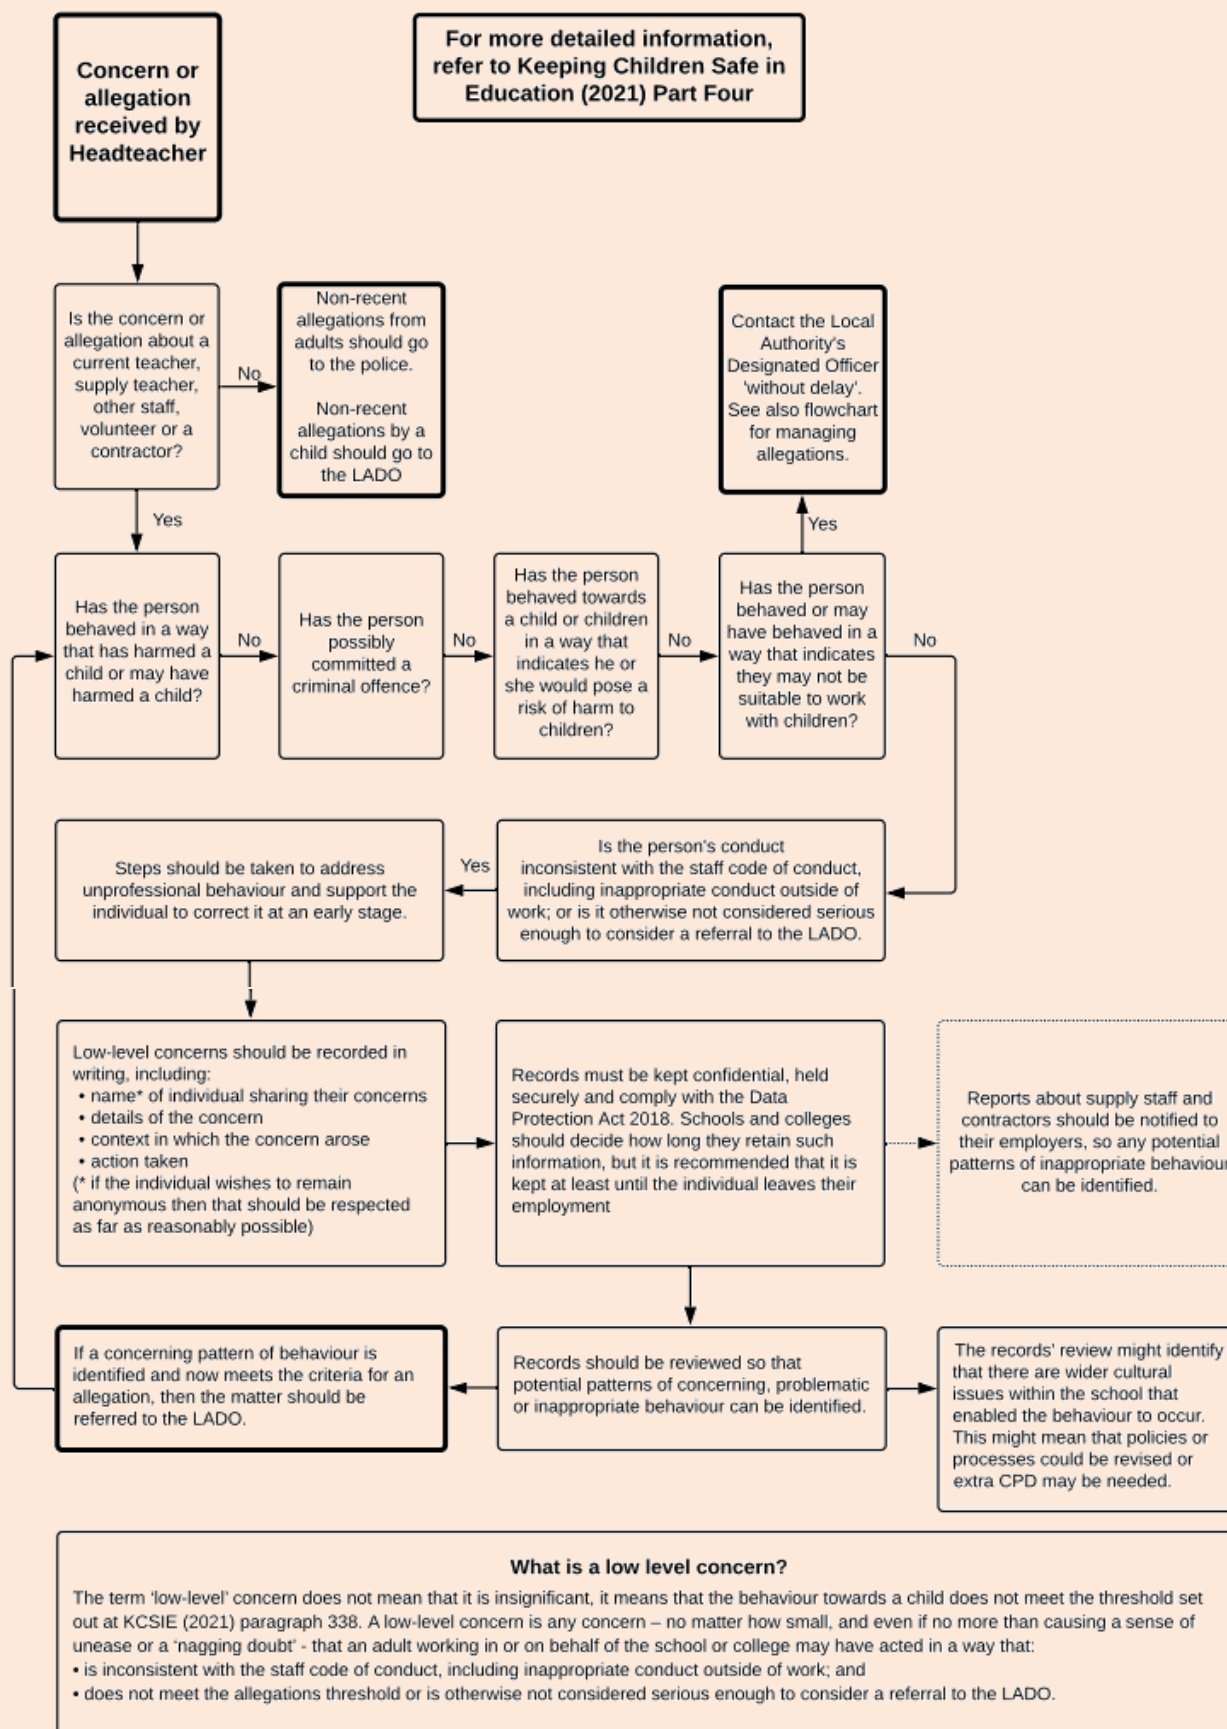 Concern or
allegation
received by
Headteacher
For more detailed information,
refer to Keeping Children Safe in
Education (2021) Part Four
Is the concern or
allegation about a
current teacher,
supply teacher,
other staff,
volunteer or a
contractor?
No
Non-recent
allegations from
adults should go
to the police.
Non-recent
allegations by a
child should go to
the LADO
Contact the Local
Authority's
Designated Officer
'without delay'.
See also flowchart
for managing
allegations.
Yes
Yes
Has the person
behaved in a way
that has harmed a
child or may have
harmed a child?
No
Has the person
possibly
committed a
criminal offence?
No
Has the person
behaved towards
a child or children
in a way that
indicates he or
she would pose a
risk of harm to
children?
No
Has the person
behaved or may
have behaved in a
way that indicates
they may not be
suitable to work
with children?
No
Steps should be taken to address
unprofessional behaviour and support the
individual to correct it at an early stage.
Yes
Is the person's conduct
inconsistent with the staff code of conduct,
including inappropriate conduct outside of
work; or is it otherwise not considered serious
enough to consider a referral to the LADO.
Low-level concerns should be recorded in
writing, including:
• name* of individual sharing their concerns
• details of the concern
• context in which the concern arose
• action taken
(* if the individual wishes to remain
anonymous then that should be respected
as far as reasonably possible)
Records must be kept confidential, held
securely and comply with the Data
Protection Act 2018. Schools and colleges
should decide how long they retain such
information, but it is recommended that it is
kept at least until the individual leaves their
employment
Reports about supply staff and
contractors should be notified to
their employers, so any potential
patterns of inappropriate behaviour
can be identified.
If a concerning pattern of behaviour is
identified and now meets the criteria for an
allegation, then the matter should be
referred to the LADO.
Records should be reviewed so that
potential patterns of concerning, problematic
or inappropriate behaviour can be identified.
The records' review might identify
that there are wider cultural
issues within the school that
enabled the behaviour to occur.
This might mean that policies or
processes could be revised or
extra CPD may be needed.
What is a low level concern?
The term ‘low-level’ concern does not mean that it is insignificant, it means that the behaviour towards a child does not meet the threshold set
out at KCSIE (2021) paragraph 338. A low-level concern is any concern – no matter how small, and even if no more than causing a sense of
unease or a ‘nagging doubt’ - that an adult working in or on behalf of the school or college may have acted in a way that:
• is inconsistent with the staff code of conduct, including inappropriate conduct outside of work; and
• does not meet the allegations threshold or is otherwise not considered serious enough to consider a referral to the LADO.